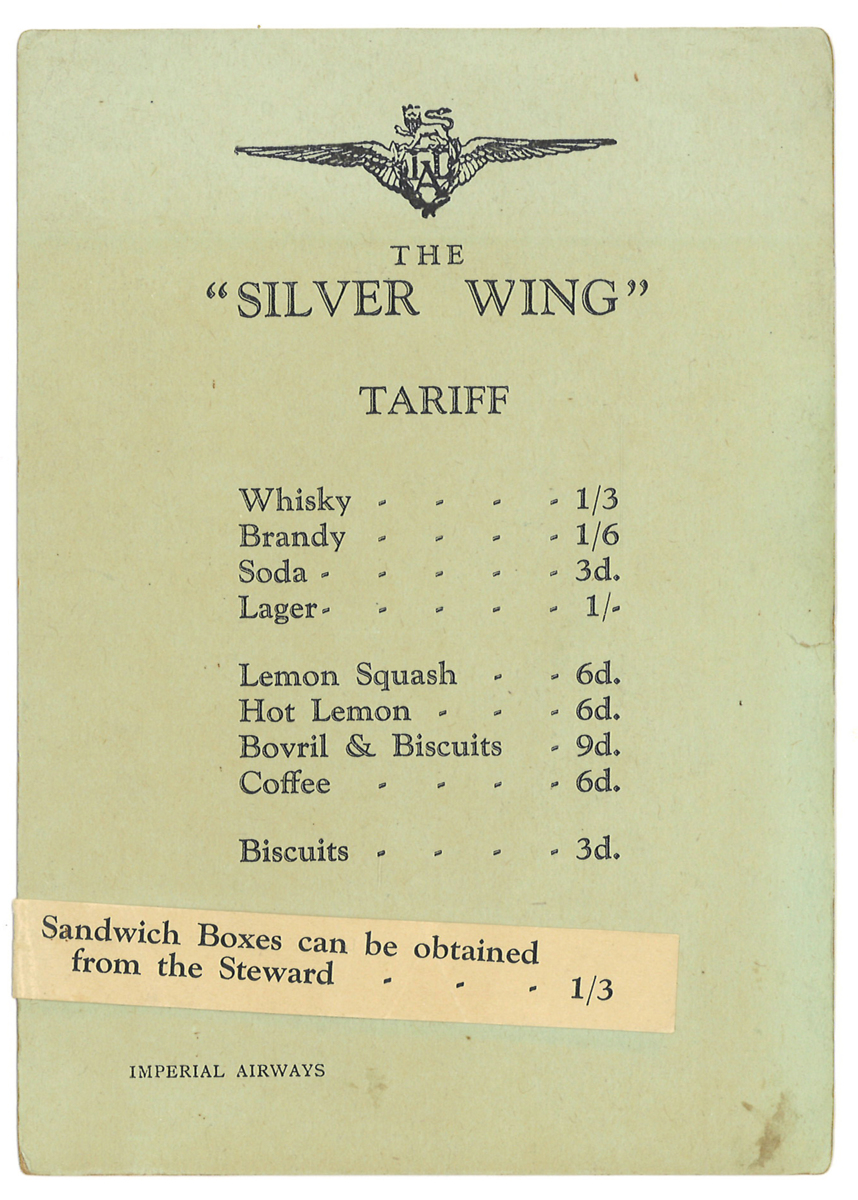 THE
“SILVER WING”
TARIFF
Whisky - - - - 1/3
Brandy - - - - 1/6
Soda - - - - - 3d.
Lager - - - - - 1/-
Lemon Squash - - 6d.
Hot Lemon - - - 6d.
Bovril & Biscuits - 9d.
Coffee - - - - 6d.
Biscuits - - - - 3d.
Sandwich Boxes can be obtained
from the Steward - - - 1/3
IMPERIAL AIRWAYS